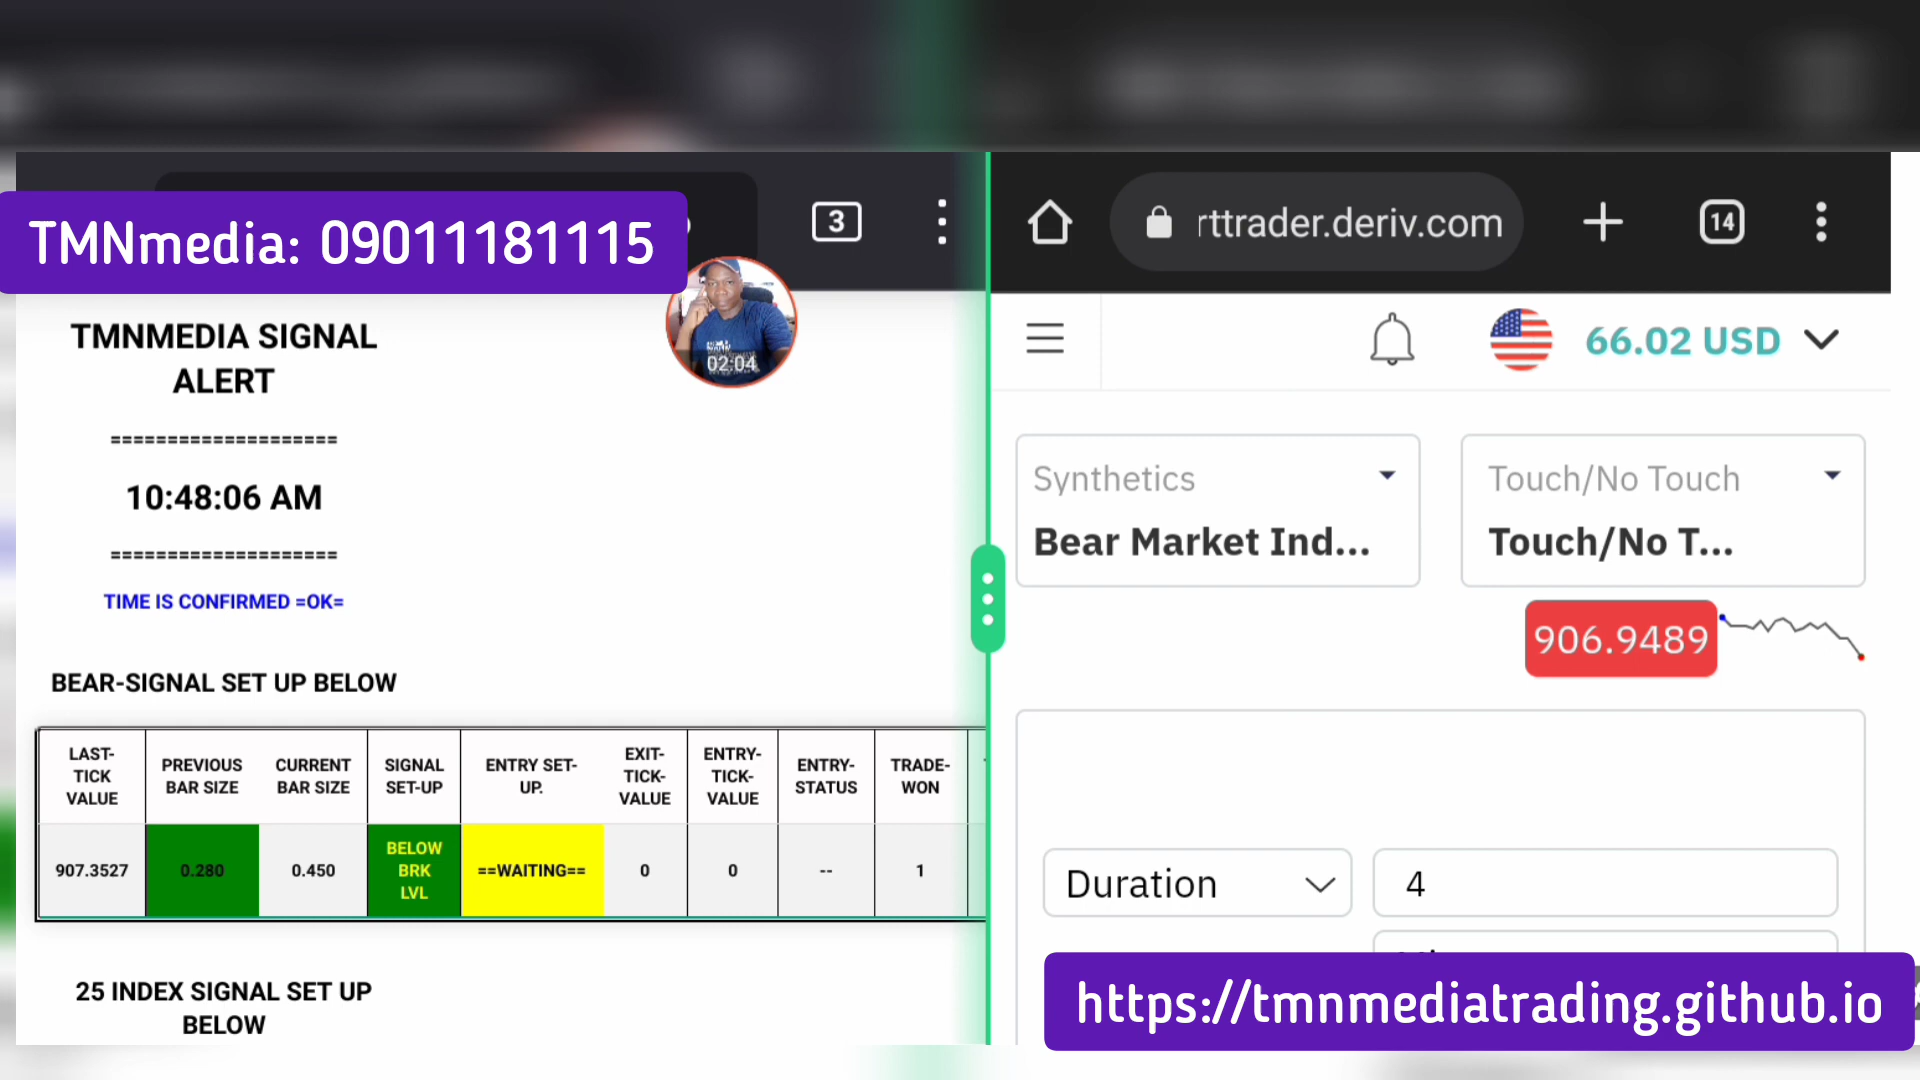 TMNmedia: 09011181115
3
02:04
TMNMEDIA SIGNAL
ALERT
====================
10:48:06 AM
====================
TIME IS CONFIRMED =OK=
BEAR-SIGNAL SET UP BELOW
LAST-
TICK
VALUE
PREVIOUS
BAR SIZE
CURRENT
BAR SIZE
SIGNAL
SET-UP
ENTRY SET-
UP.
EXIT-
TICK-
VALUE
ENTRY-
TICK-
VALUE
ENTRY-
STATUS
TRADE-
WON
907.3527
0.280
0.450
BELOW
BRK
LVL
==WAITING==
0
0
--
1
25 INDEX SIGNAL SET UP
BELOW
rttrader.deriv.com
14
66.02 USD
Synthetics
Bear Market Ind...
Touch/No Touch
Touch/No T...
906.9489
Duration
4
https://tmnmediatrading.github.io